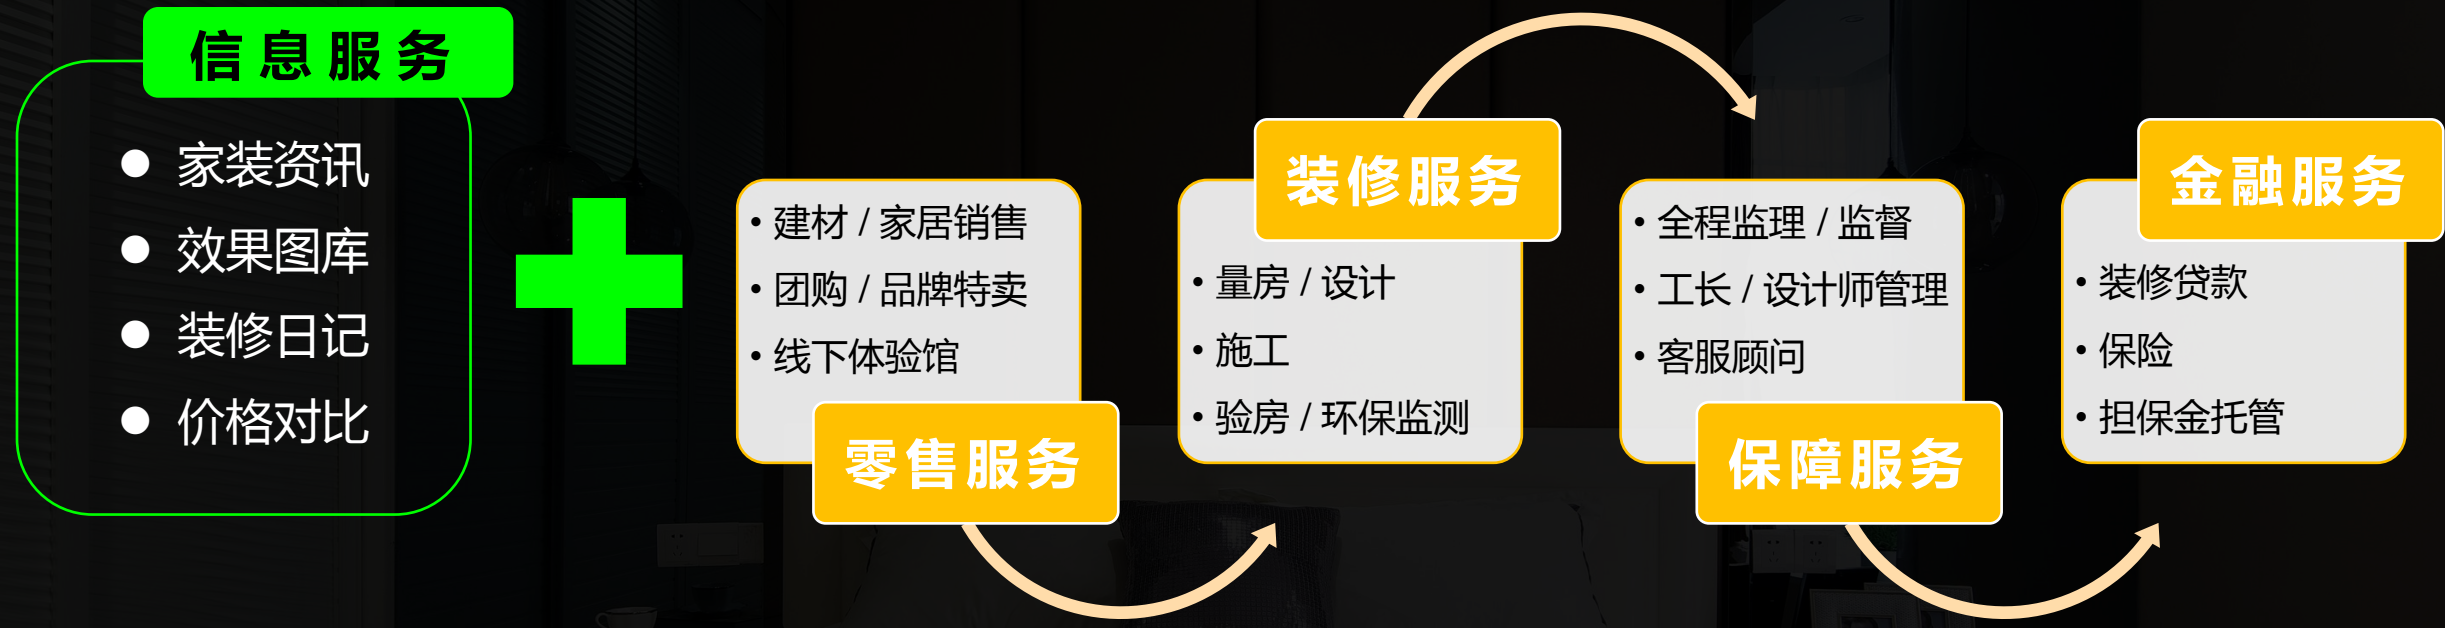 信息服务
● 家装资讯
● 效果图库
● 装修日记
● 价格对比
• 建材 / 家居销售
• 团购 / 品牌特卖
• 线下体验馆
零售服务
装修服务
• 量房 / 设计
• 施工
• 验房 / 环保监测
• 全程监理 / 监督
• 工长 / 设计师管理
• 客服顾问
保障服务
金融服务
• 装修贷款
• 保险
• 担保金托管